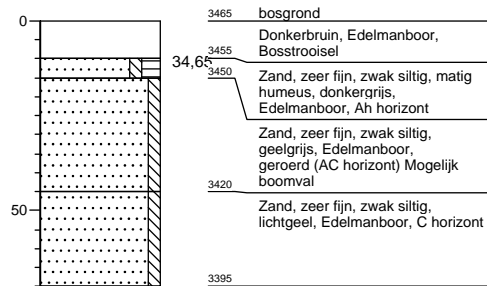 0
50
34,65
3465 bosgrond
Donkerbruin, Edelmanboor,
Bosstrooisel
3455
3450
Zand, zeer fijn, zwak siltig, matig
humeus, donkergrijs,
Edelmanboor, Ah horizont
Zand, zeer fijn, zwak siltig,
geelgrijs, Edelmanboor,
geroerd (AC horizont) Mogelijk
boomval
3420
Zand, zeer fijn, zwak siltig,
lichtgeel, Edelmanboor, C horizont
3395